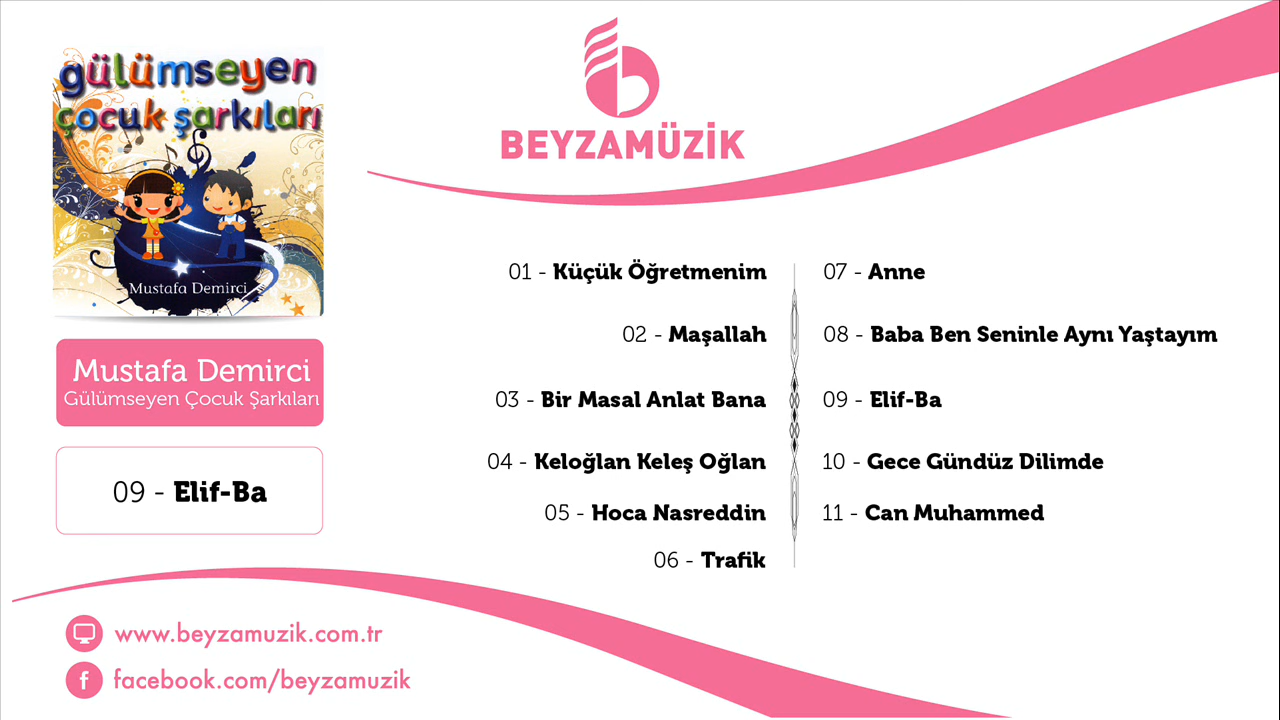 gülümseyen
çocuk şarkıları
Mustafa Demirci
Mustafa Demirci
Gülümseyen Çocuk Şarkıları
09 - Elif-Ba
BEYZAMÜZİK
01 - Küçük Öğretmenim
02 - Maşallah
03 - Bir Masal Anlat Bana
04 - Keloğlan Keleş Oğlan
05 - Hoca Nasreddin
06 - Trafik
07 - Anne
08 - Baba Ben Seninle Aynı Yaştayım
09 - Elif-Ba
10 - Gece Gündüz Dilimde
11 - Can Muhammed
www.beyzamuzik.com.tr
facebook.com/beyzamuzik